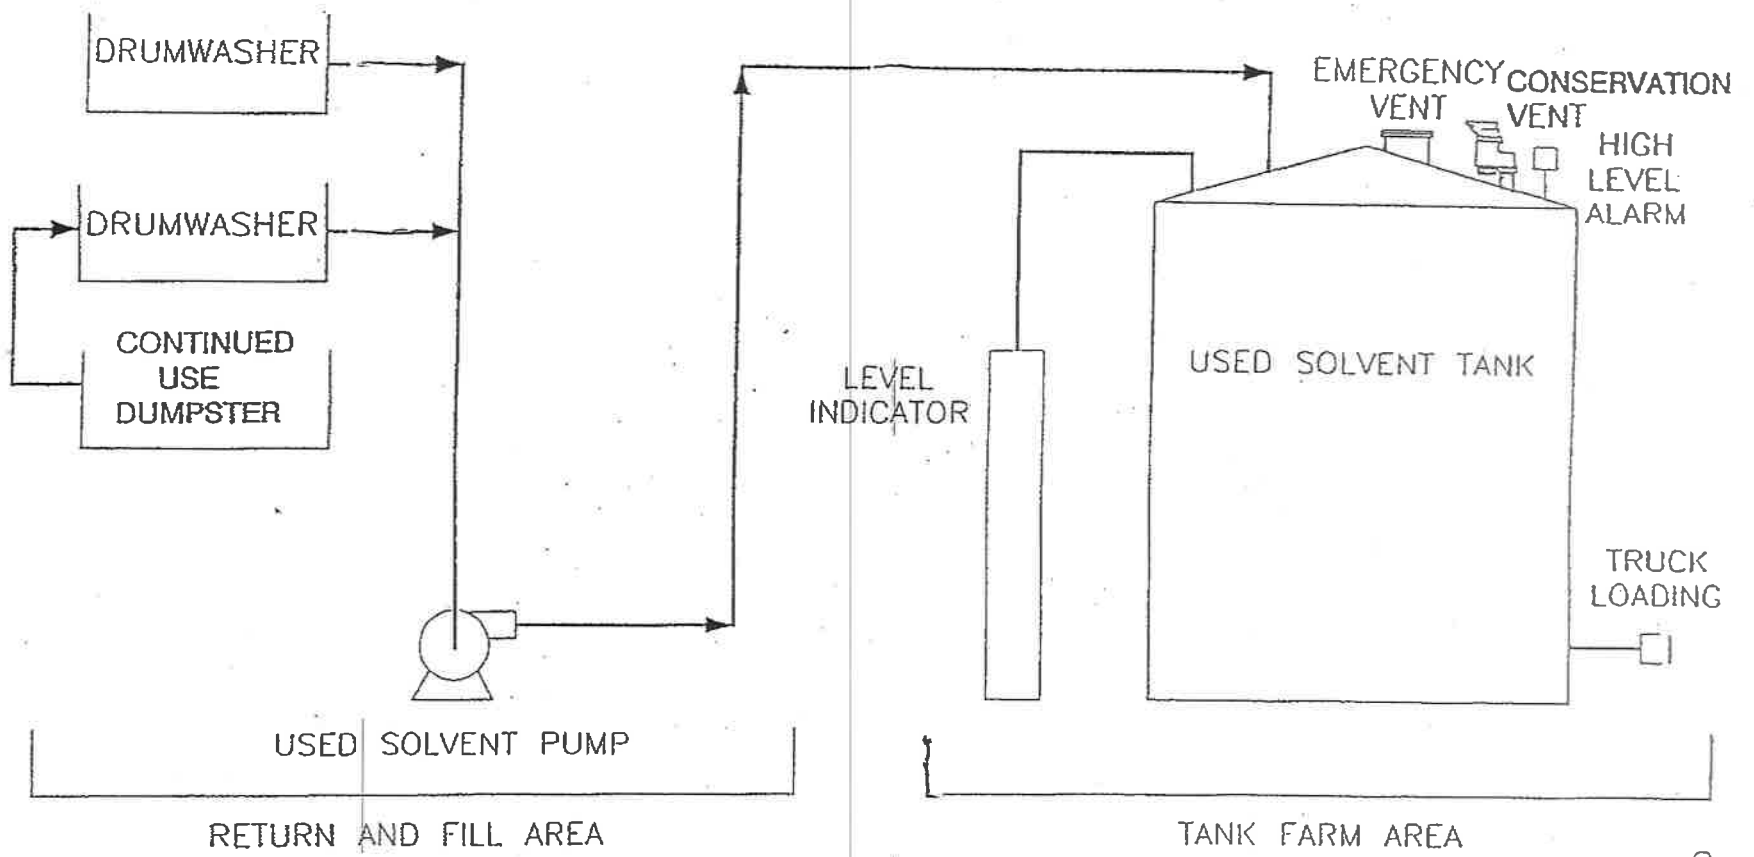 DRUMWASHER
DRUMWASHER
CONTINUED
USE
DUMPSTER
USED SOLVENT PUMP
RETURN AND FILL AREA
LEVEL
INDICATOR
EMERGENCY
VENT
CONSERVATION
VENT
HIGH
LEVEL
ALARM
USED SOLVENT TANK
TRUCK
LOADING
TANK FARM AREA